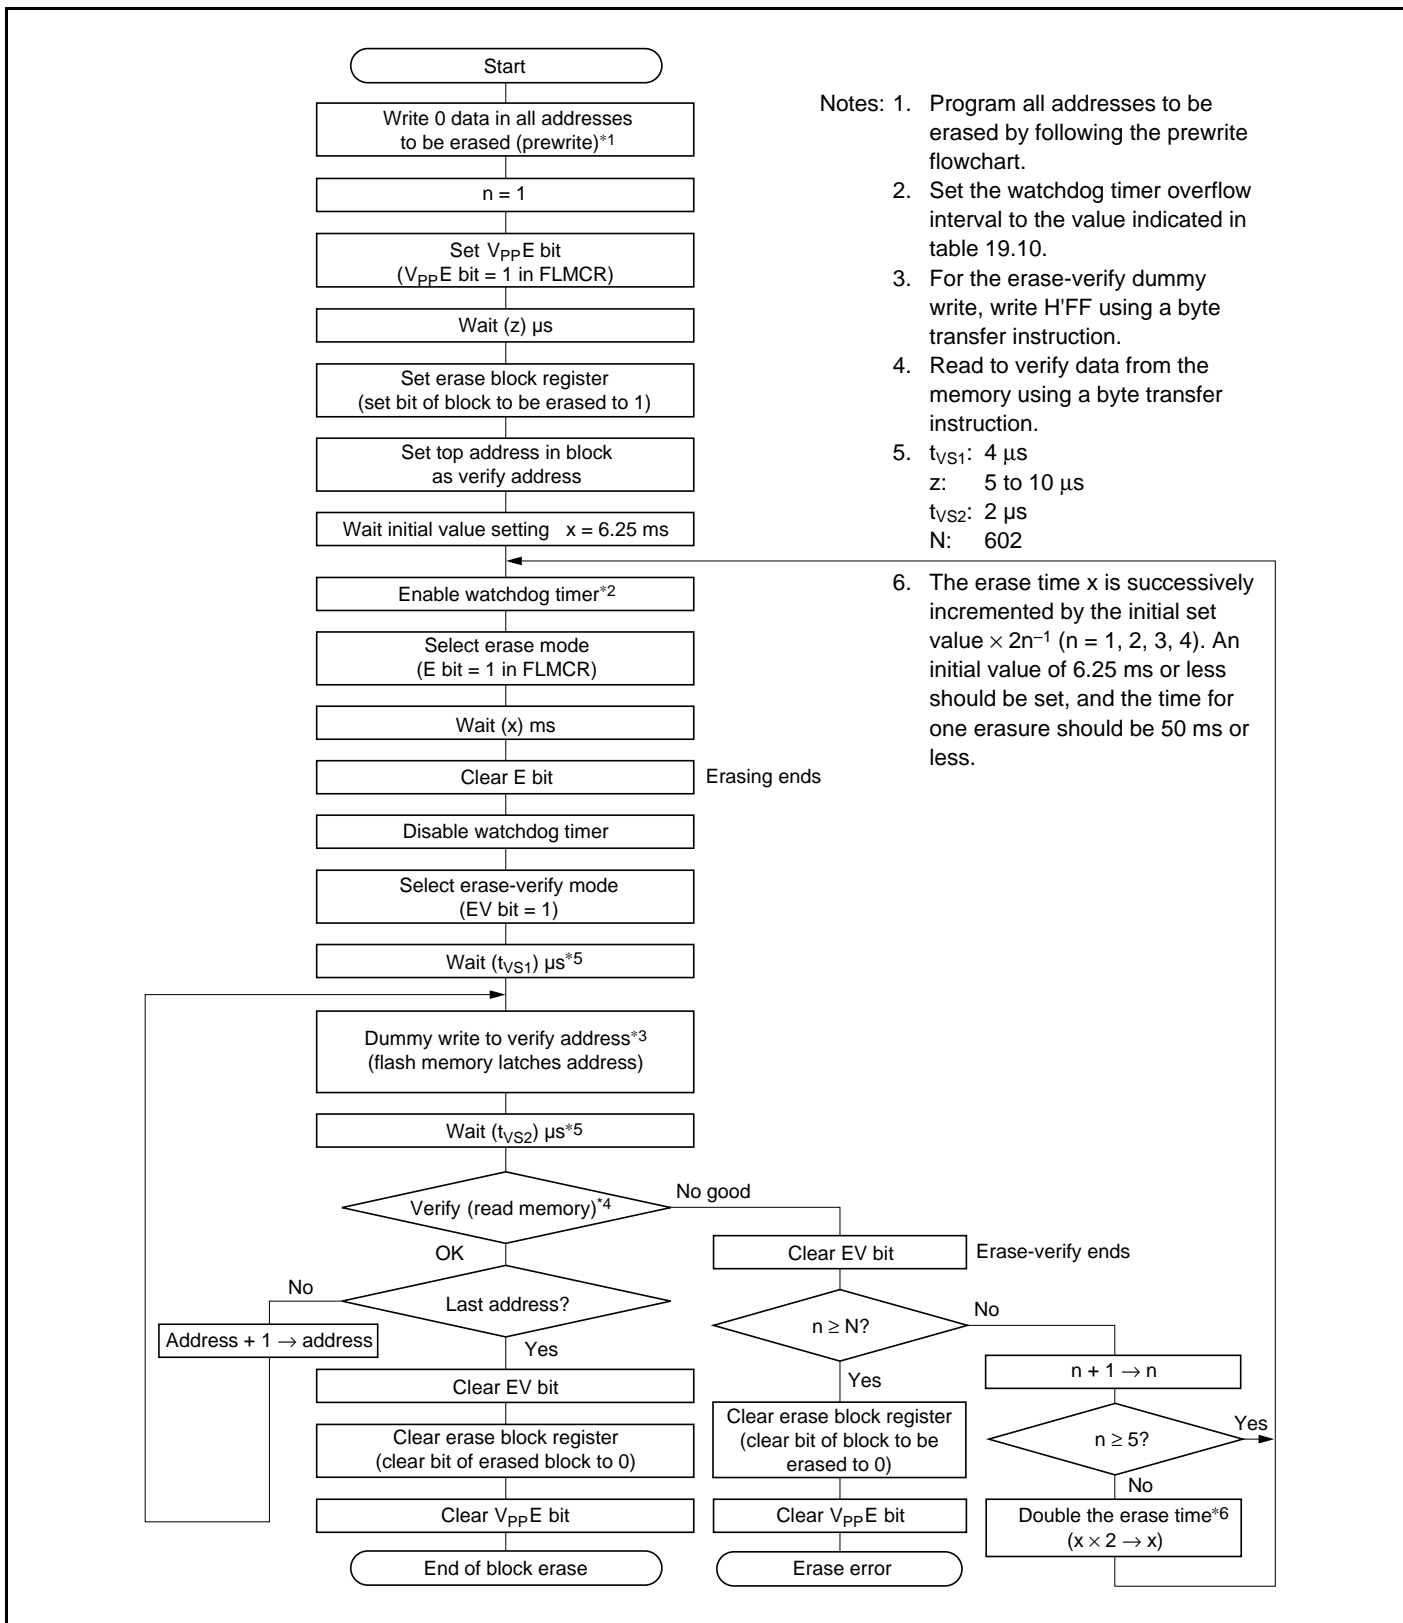 Start
Write 0 data in all addresses
to be erased (prewrite)*1
n = 1
Set VPPE bit
(VPPE bit = 1 in FLMCR)
Wait (z) µs
Set erase block register
(set bit of block to be erased to 1)
Set top address in block
as verify address
Wait initial value setting x = 6.25 ms
Enable watchdog timer*2
Select erase mode
(E bit = 1 in FLMCR)
Wait (x) ms
Clear E bit
Erasing ends
Disable watchdog timer
Select erase-verify mode
(EV bit = 1)
Wait (tVS1) µs*5
Dummy write to verify address*3
(flash memory latches address)
Wait (tVS2) µs*5
Verify (read memory)*4
No good
OK
Last address?
No
Address + 1 → address
Yes
Clear EV bit
Clear erase block register
(clear bit of erased block to 0)
Clear VPPE bit
End of block erase
Clear EV bit
Erase-verify ends
n ≥ N?
No
Yes
Clear erase block register
(clear bit of block to be
erased to 0)
Clear VPPE bit
Erase error
n + 1 → n
n ≥ 5?
Yes
No
Double the erase time*6
(x × 2 → x)
Notes: 1. Program all addresses to be
erased by following the prewrite
flowchart.
2. Set the watchdog timer overflow
interval to the value indicated in
table 19.10.
3. For the erase-verify dummy
write, write H'FF using a byte
transfer instruction.
4. Read to verify data from the
memory using a byte transfer
instruction.
5. tVS1: 4 µs
z: 5 to 10 µs
tVS2: 2 µs
N: 602
6. The erase time x is successively
incremented by the initial set
value × 2n–1 (n = 1, 2, 3, 4). An
initial value of 6.25 ms or less
should be set, and the time for
one erasure should be 50 ms or
less.